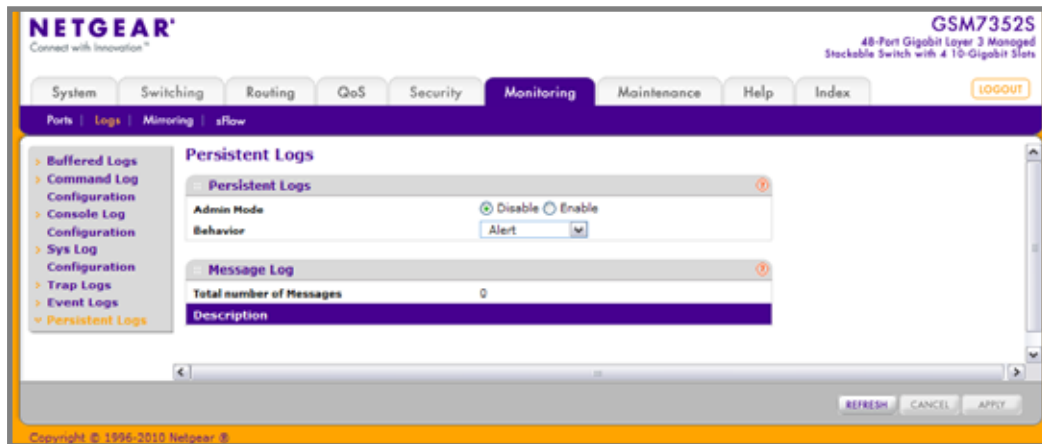 NETGEAR®
Connect with Innovation™
GSM7352S
48-Port Gigabit Layer 3 Managed
Stackable Switch with 4 10-Gigabit Slots
System Switching Routing QoS Security Monitoring Maintenance Help Index LOGOUT
Ports | Logs | Mirroring | sFlow
Buffered Logs
Command Log
Configuration
Console Log
Configuration
Sys Log
Configuration
Trap Logs
Event Logs
Persistent Logs
Persistent Logs
Persistent Logs
Admin Mode Disable Enable
Behavior Alert
Message Log
Total number of Messages 0
Description
REFRESH CANCEL APPLY
Copyright © 1996-2010 Netgear ®